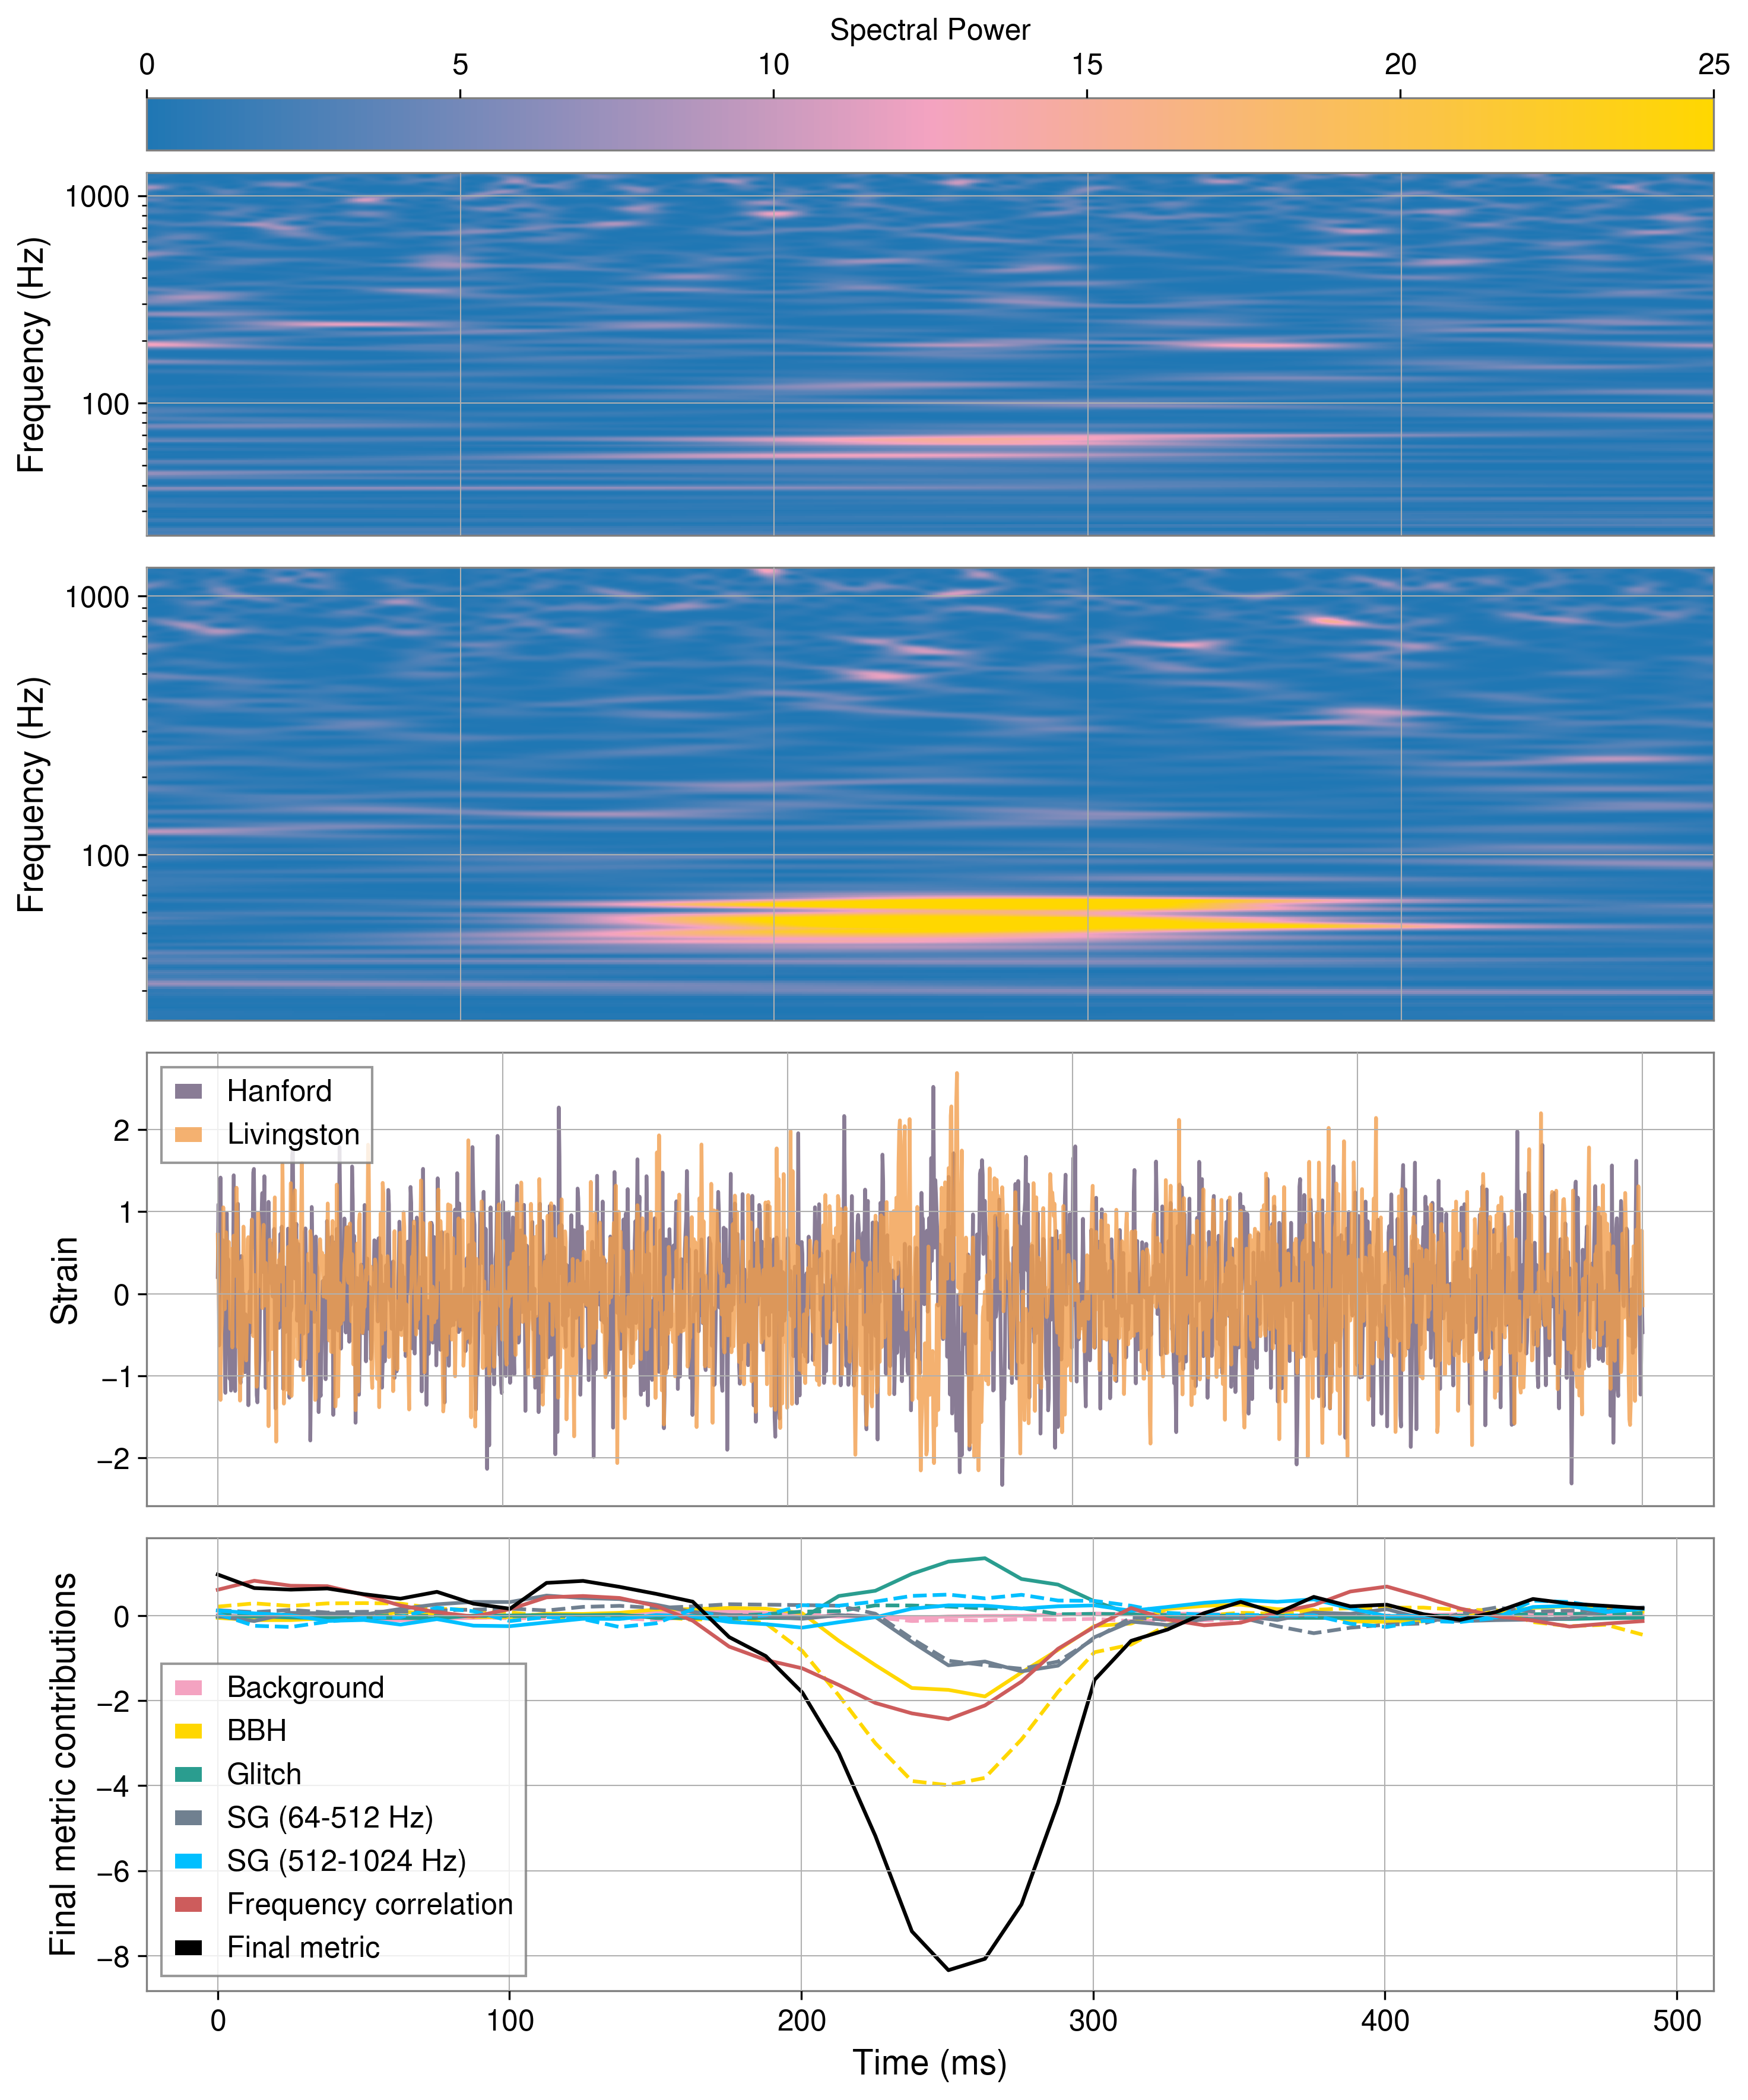 Spectral Power
0 5 10 15 20 25
1000
100
Frequency (Hz)
1000
100
Frequency (Hz)
Hanford
Livingston
2
1
0
−1
−2
Strain
0
−2
−4
−6
−8
Final metric contributions
Background
BBH
Glitch
SG (64-512 Hz)
SG (512-1024 Hz)
Frequency correlation
Final metric
0 100 200 300 400 500
Time (ms)